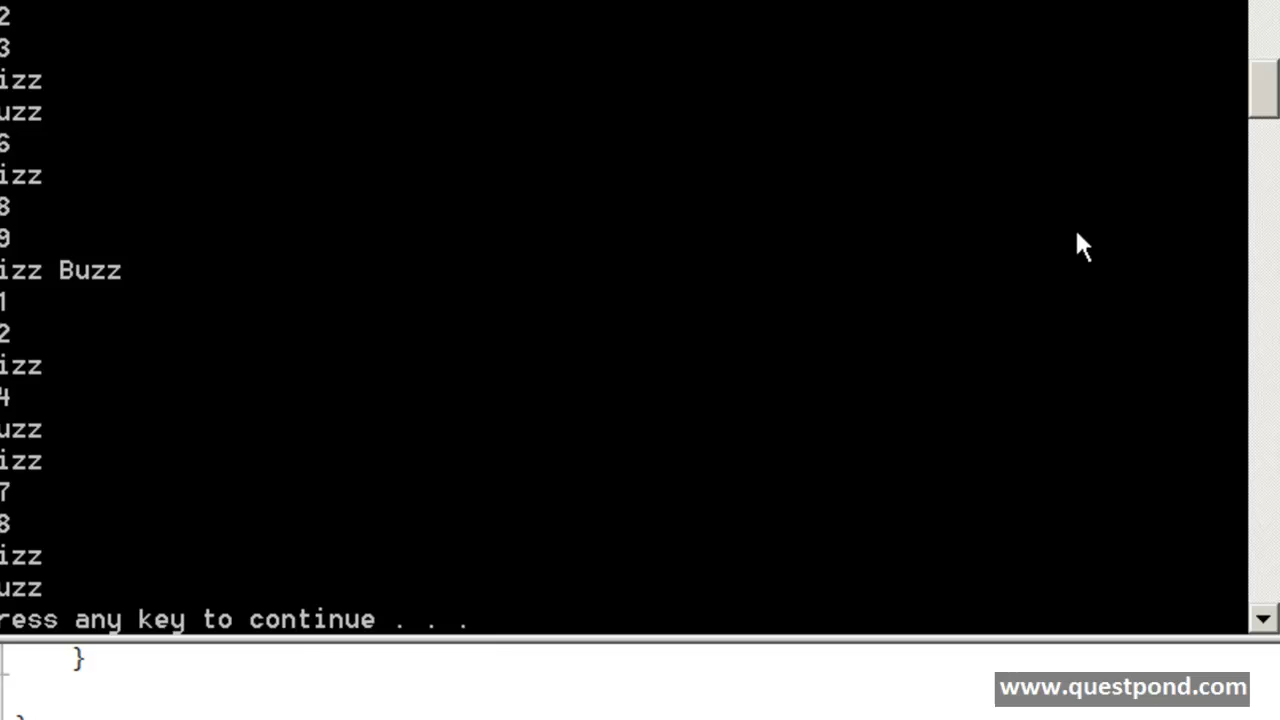 2
3
izz
uzz
6
izz
8
9
izz Buzz
1
2
izz
4
uzz
izz
7
8
izz
uzz
ress any key to continue . . .
}
www.questpond.com